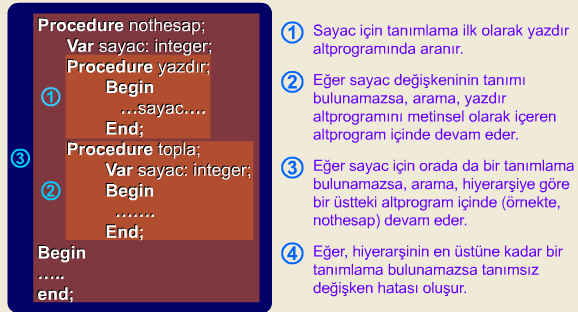 Procedure nothesap;
Var sayac: integer;
Procedure yazdır;
Begin
…sayac….
End;
Procedure topla;
Var sayac: integer;
Begin
…….
End;
Begin
…..
end;
1
2
3
1 Sayac için tanımlama ilk olarak yazdır
altprogramında aranır.
2 Eğer sayac değişkeninin tanımı
bulunamazsa, arama, yazdır
altprogramını metinsel olarak içeren
altprogram içinde devam eder.
3 Eğer sayac için orada da bir tanımlama
bulunamazsa, arama, hiyerarşiye göre
bir üstteki altprogram içinde (örnekte,
nothesap) devam eder.
4 Eğer, hiyerarşinin en üstüne kadar bir
tanımlama bulunamazsa tanımsız
değişken hatası oluşur.